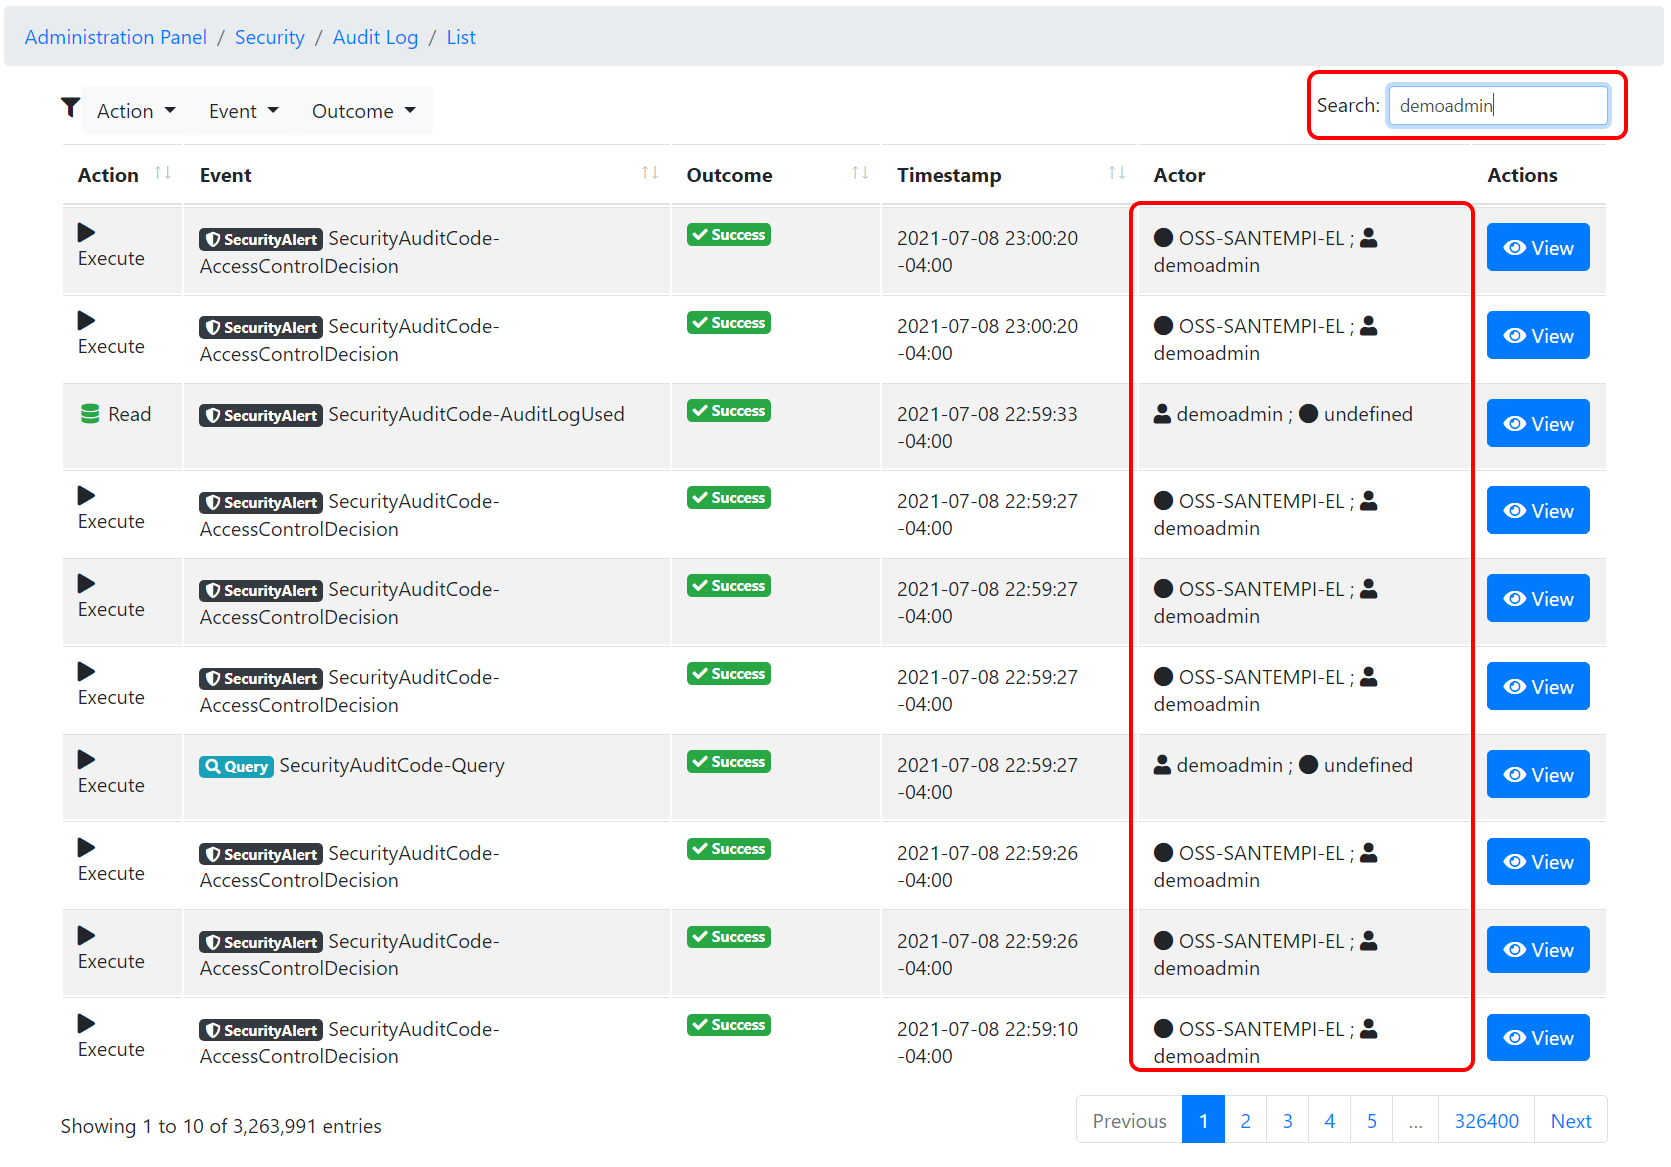 Administration Panel / Security / Audit Log / List
Action Event Outcome Search: demoadmin
Action Event Outcome Timestamp Actor Actions
Execute SecurityAlert SecurityAuditCode- Success 2021-07-08 23:00:20 OSS-SANTEMPI-EL ; View
AccessControlDecision -04:00 demoadmin
Execute SecurityAlert SecurityAuditCode- Success 2021-07-08 23:00:20 OSS-SANTEMPI-EL ; View
AccessControlDecision -04:00 demoadmin
Read SecurityAlert SecurityAuditCode-AuditLogUsed Success 2021-07-08 22:59:33 demoadmin ; undefined View
-04:00
Execute SecurityAlert SecurityAuditCode- Success 2021-07-08 22:59:27 OSS-SANTEMPI-EL ; View
AccessControlDecision -04:00 demoadmin
Execute SecurityAlert SecurityAuditCode- Success 2021-07-08 22:59:27 OSS-SANTEMPI-EL ; View
AccessControlDecision -04:00 demoadmin
Execute SecurityAlert SecurityAuditCode- Success 2021-07-08 22:59:27 OSS-SANTEMPI-EL ; View
AccessControlDecision -04:00 demoadmin
Execute Query SecurityAuditCode-Query Success 2021-07-08 22:59:27 demoadmin ; undefined View
-04:00
Execute SecurityAlert SecurityAuditCode- Success 2021-07-08 22:59:26 OSS-SANTEMPI-EL ; View
AccessControlDecision -04:00 demoadmin
Execute SecurityAlert SecurityAuditCode- Success 2021-07-08 22:59:26 OSS-SANTEMPI-EL ; View
AccessControlDecision -04:00 demoadmin
Execute SecurityAlert SecurityAuditCode- Success 2021-07-08 22:59:10 OSS-SANTEMPI-EL ; View
AccessControlDecision -04:00 demoadmin
Showing 1 to 10 of 3,263,991 entries Previous 1 2 3 4 5 ... 326400 Next